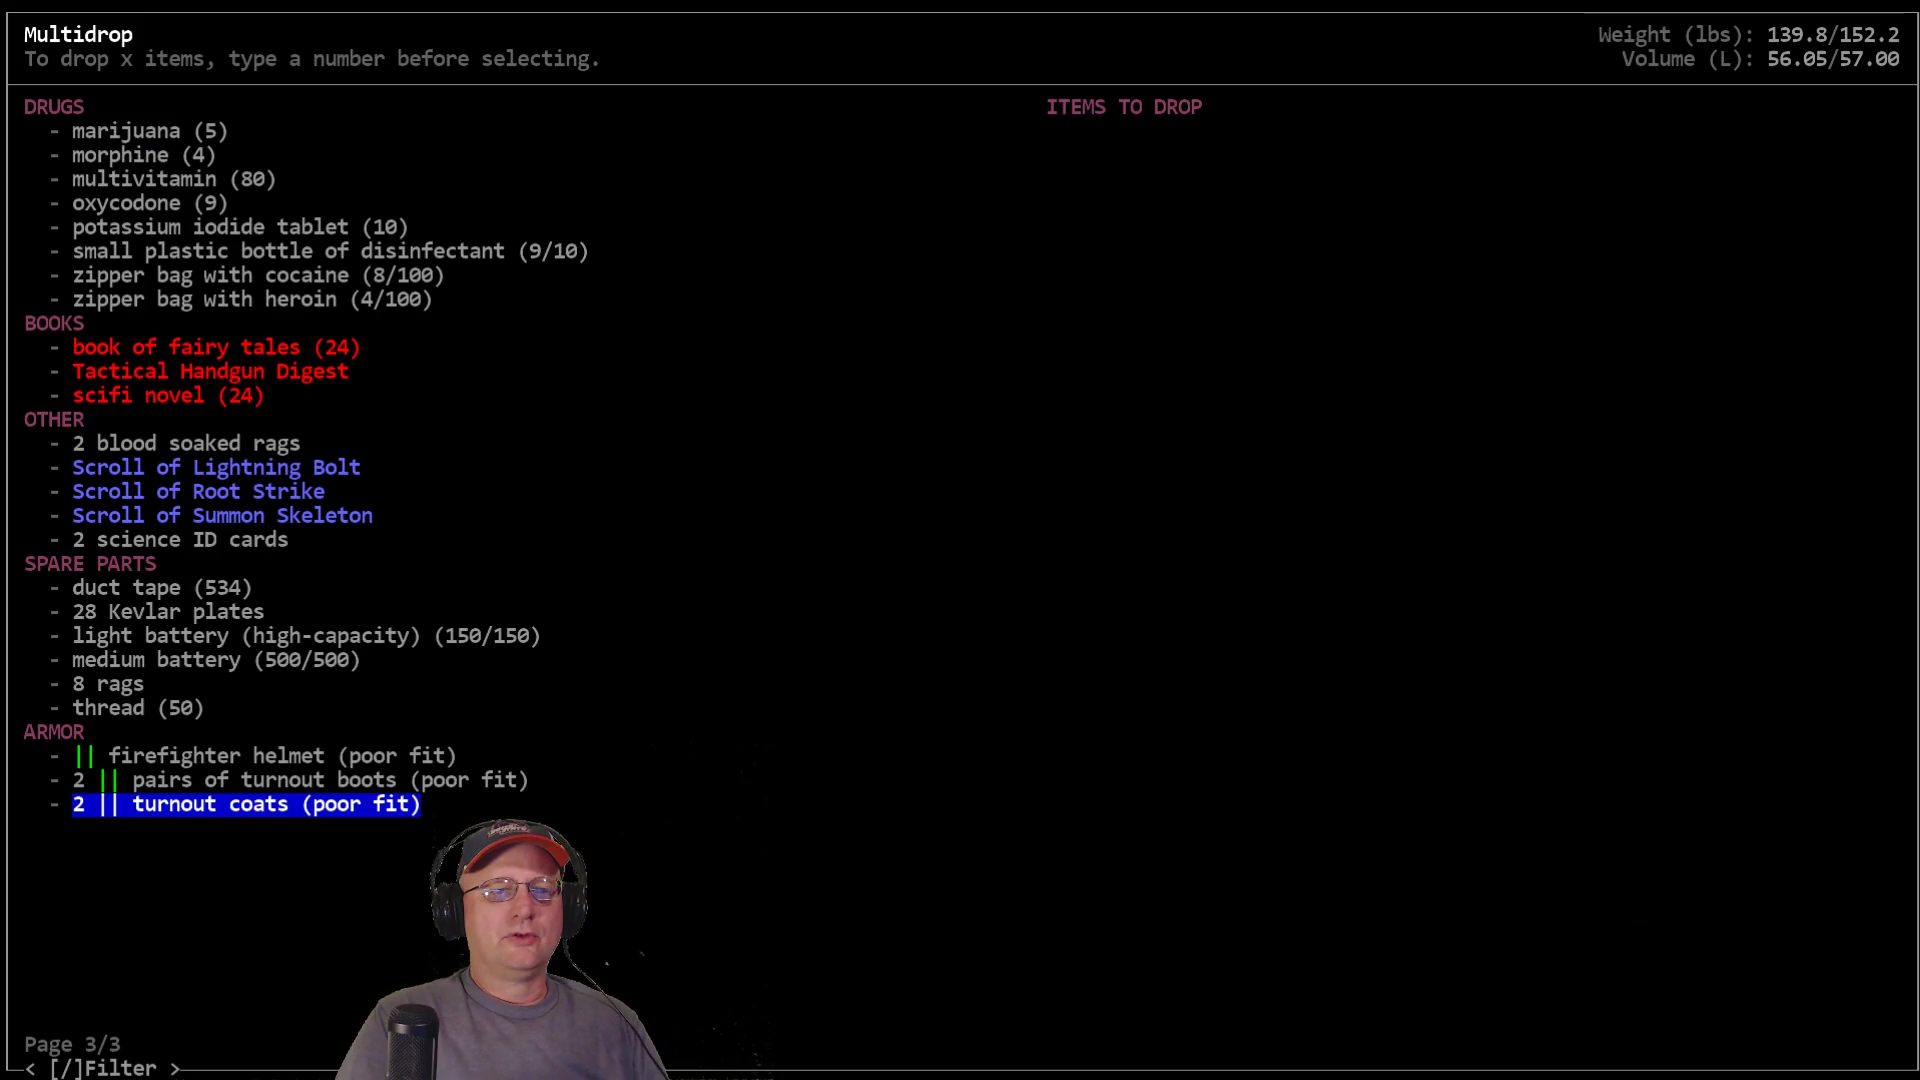 Multidrop
To drop x items, type a number before selecting.
Weight (lbs): 139.8/152.2
Volume (L): 56.05/57.00
DRUGS
- marijuana (5)
- morphine (4)
- multivitamin (80)
- oxycodone (9)
- potassium iodide tablet (10)
- small plastic bottle of disinfectant (9/10)
- zipper bag with cocaine (8/100)
- zipper bag with heroin (4/100)
BOOKS
- book of fairy tales (24)
- Tactical Handgun Digest
- scifi novel (24)
OTHER
- 2 blood soaked rags
- Scroll of Lightning Bolt
- Scroll of Root Strike
- Scroll of Summon Skeleton
- 2 science ID cards
SPARE PARTS
- duct tape (534)
- 28 Kevlar plates
- light battery (high-capacity) (150/150)
- medium battery (500/500)
- 8 rags
- thread (50)
ARMOR
- || firefighter helmet (poor fit)
- 2 || pairs of turnout boots (poor fit)
- 2 || turnout coats (poor fit)
ITEMS TO DROP
Page 3/3
< [/]Filter >